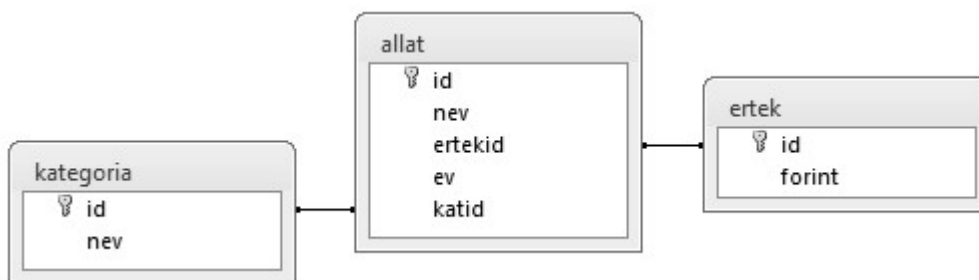 kategoria
id
nev
allat
id
nev
ertekid
ev
katid
ertek
id
forint